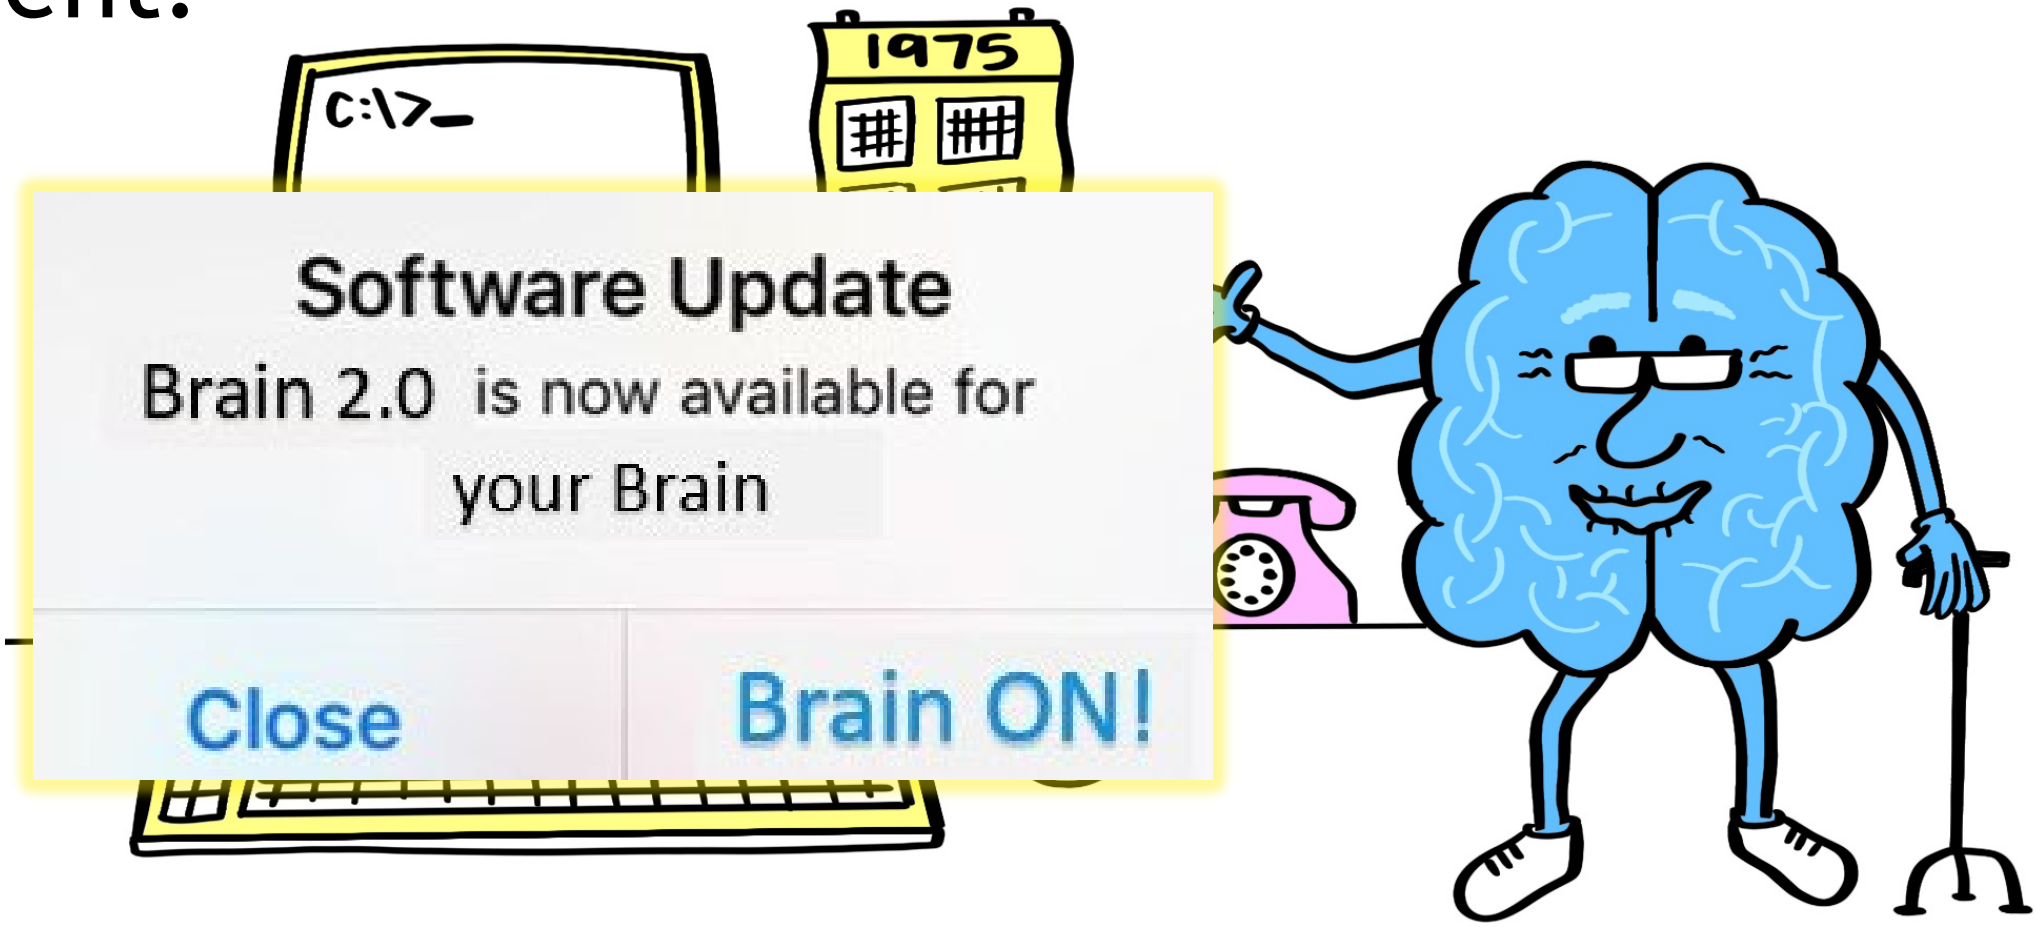 1975
C:\>_
Software Update
Brain 2.0 is now available for
your Brain
Close
Brain ON!